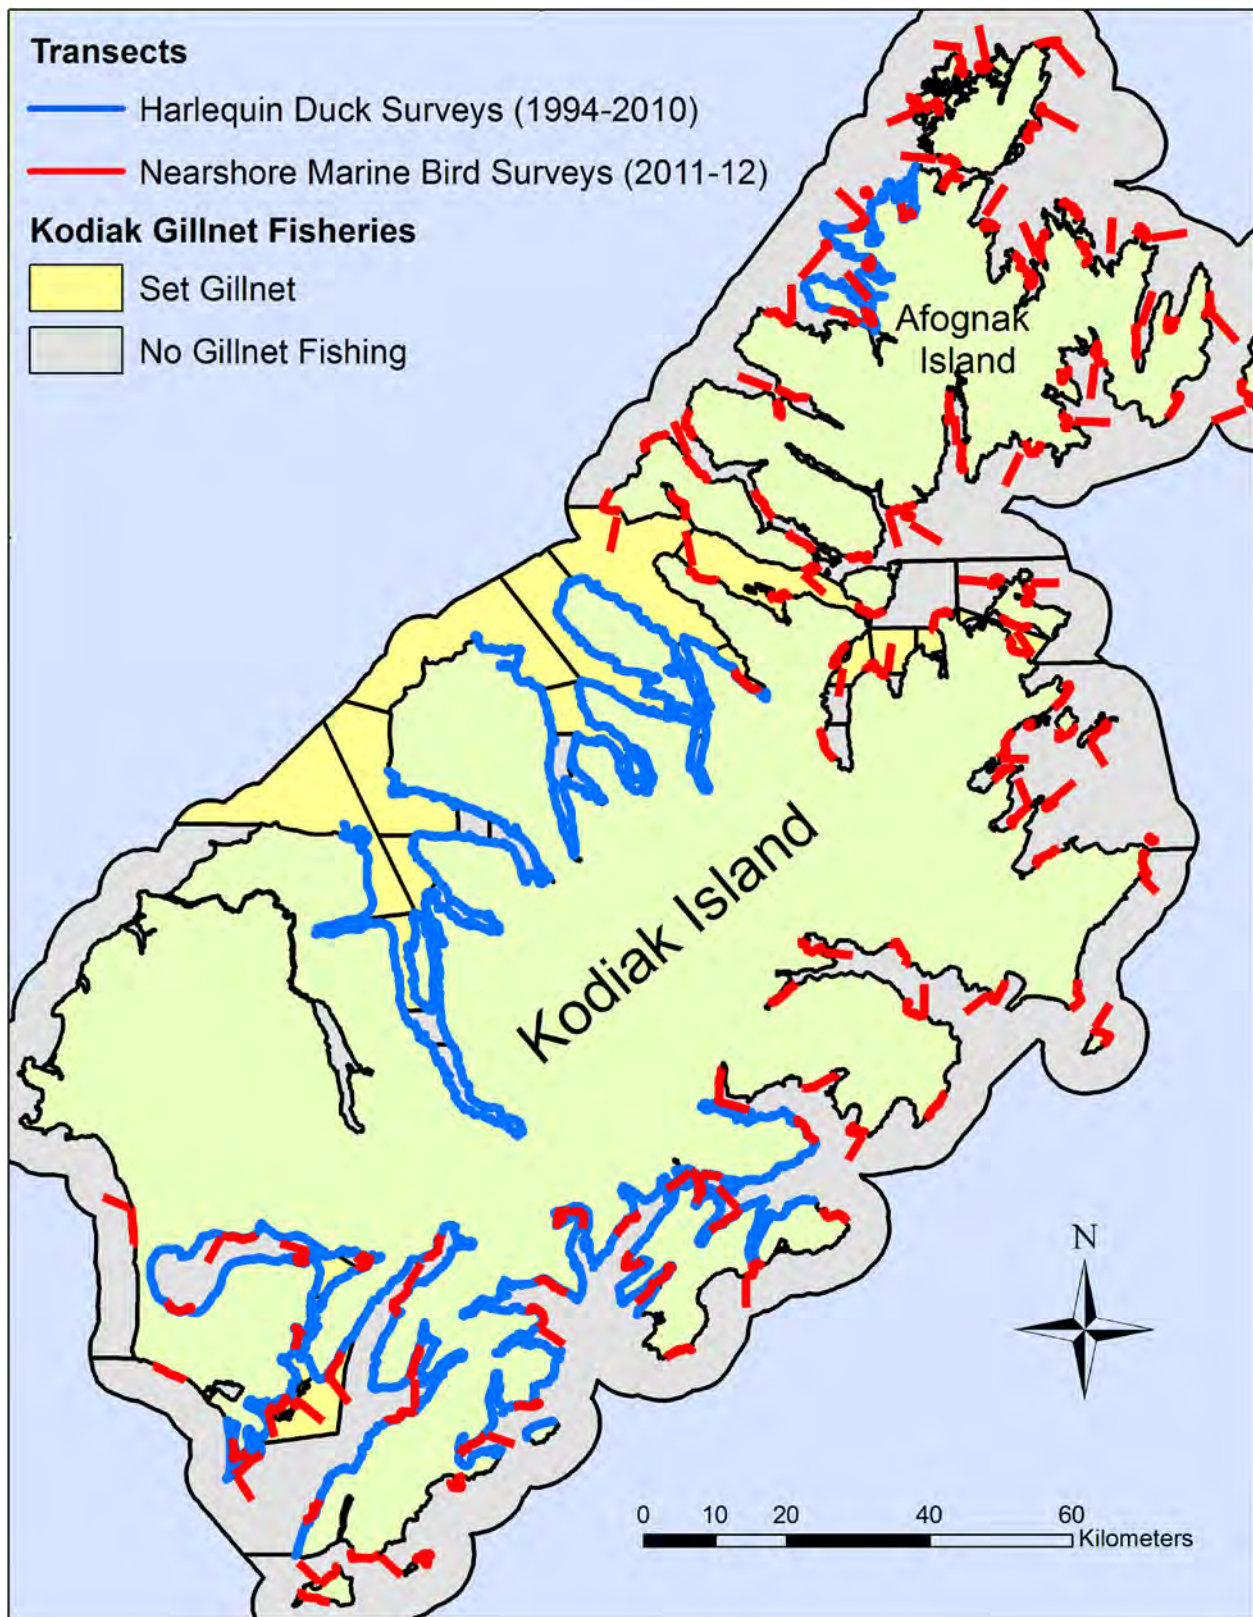 Transects
Harlequin Duck Surveys (1994-2010)
Nearshore Marine Bird Surveys (2011-12)
Kodiak Gillnet Fisheries
Set Gillnet
No Gillnet Fishing
Afognak
Island
Kodiak Island
N
0 10 20 40 60
Kilometers